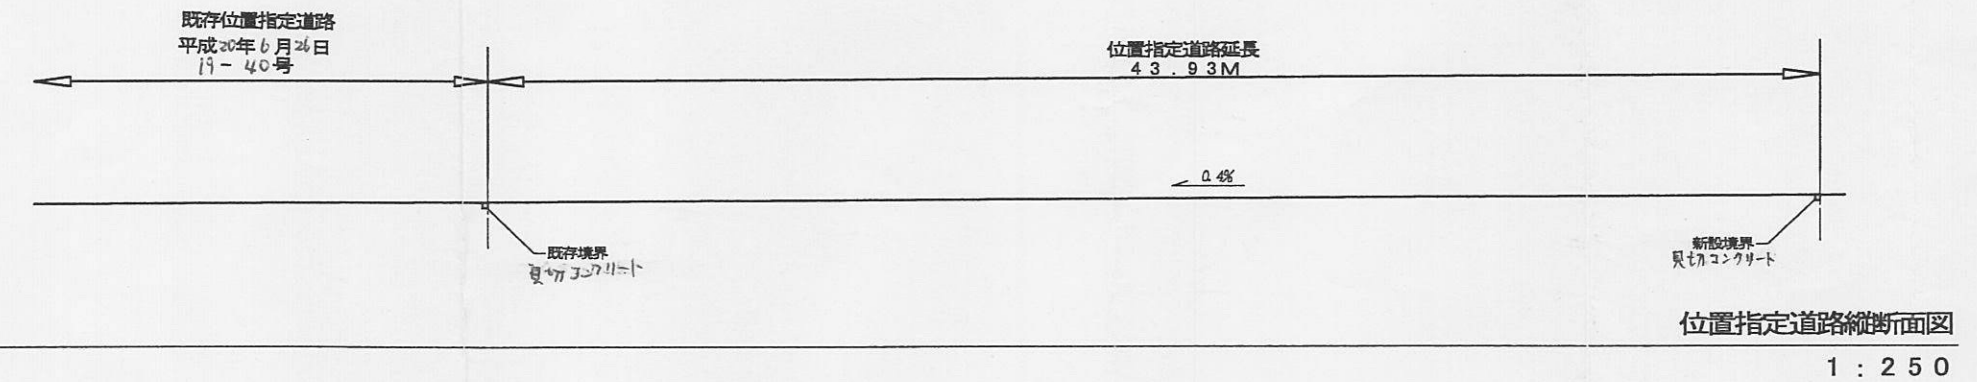 既存位置指定道路
平成20年6月26日
19-40号
位置指定道路延長
43.93M
0.4%
既存境界
見切コンクリート
新設境界
見切コンクリート
位置指定道路縦断面図
1:250